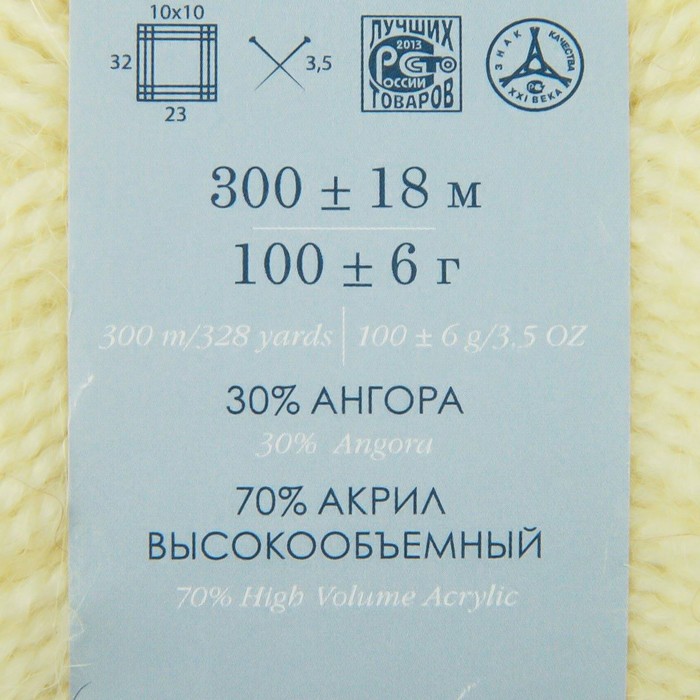 10x10
32
23
3,5
ЛУЧШИХ
2013
СТО
РОССИИ
ТОВАРОВ
ЗНАК КАЧЕСТВА
XXI ВЕКА
300 ± 18 м
100 ± 6 г
300 m/328 yards | 100 ± 6 g/3.5 OZ
30% АНГОРА
30% Angora
70% АКРИЛ
ВЫСОКООБЪЕМНЫЙ
70% High Volume Acrylic